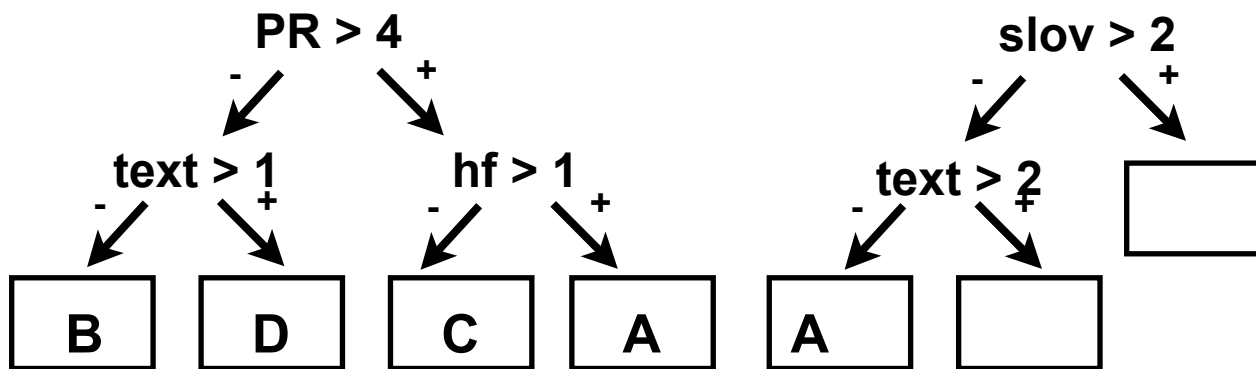 PR > 4
slov > 2
- +
- +
text > 1
hf > 1
text > 2
- +
- +
- +
B D C A A